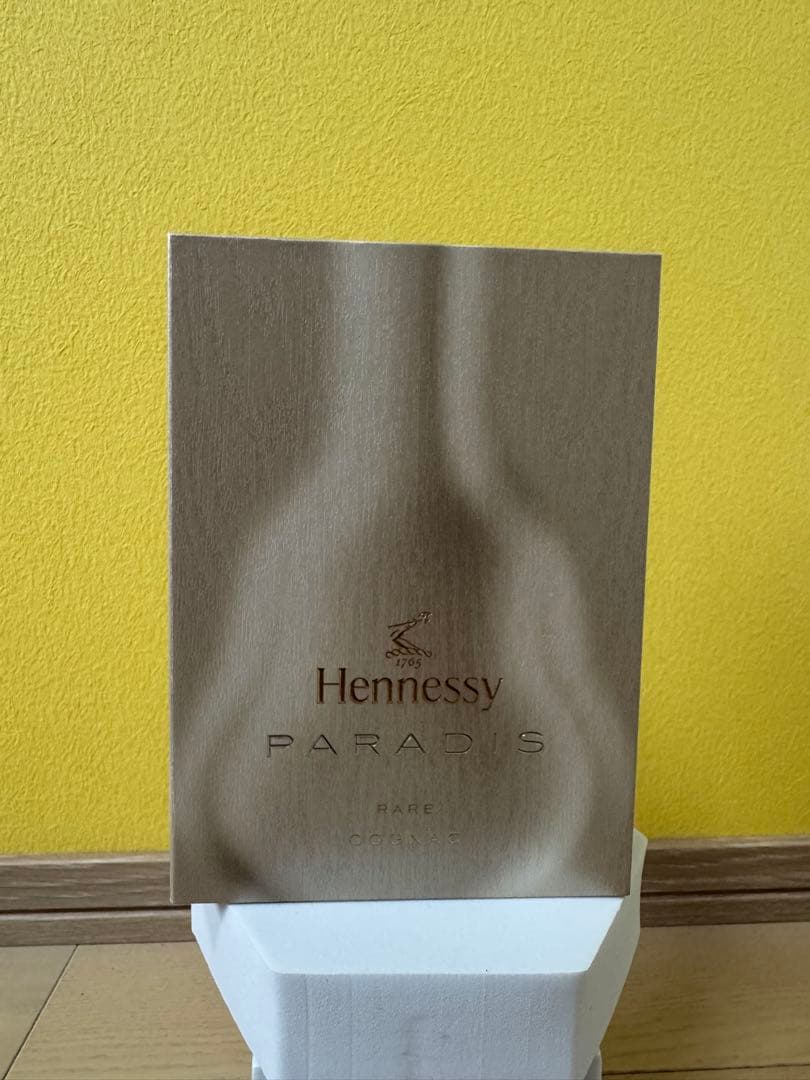 1765
Hennessy
PARADIS
RARE
COGNAC